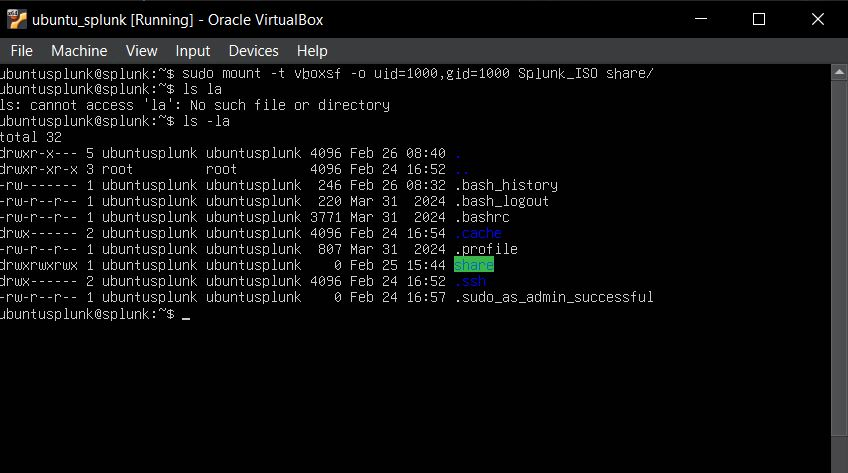 ubuntu_splunk [Running] - Oracle VirtualBox
File Machine View Input Devices Help
ubuntusplunk@splunk:~$ sudo mount -t vboxsf -o uid=1000,gid=1000 Splunk_ISO share/
ubuntusplunk@splunk:~$ ls la
ls: cannot access 'la': No such file or directory
ubuntusplunk@splunk:~$ ls -la
total 32
drwxr-x--- 5 ubuntusplunk ubuntusplunk 4096 Feb 26 08:40 .
drwxr-xr-x 3 root         root         4096 Feb 24 16:52 ..
-rw------- 1 ubuntusplunk ubuntusplunk  246 Feb 26 08:32 .bash_history
-rw-r--r-- 1 ubuntusplunk ubuntusplunk  220 Mar 31  2024 .bash_logout
-rw-r--r-- 1 ubuntusplunk ubuntusplunk 3771 Mar 31  2024 .bashrc
drwx------ 2 ubuntusplunk ubuntusplunk 4096 Feb 24 16:54 .cache
-rw-r--r-- 1 ubuntusplunk ubuntusplunk  807 Mar 31  2024 .profile
drwxrwxrwx 1 ubuntusplunk ubuntusplunk    0 Feb 25 15:44 share
drwx------ 2 ubuntusplunk ubuntusplunk 4096 Feb 24 16:52 .ssh
-rw-r--r-- 1 ubuntusplunk ubuntusplunk    0 Feb 24 16:57 .sudo_as_admin_successful
ubuntusplunk@splunk:~$ _